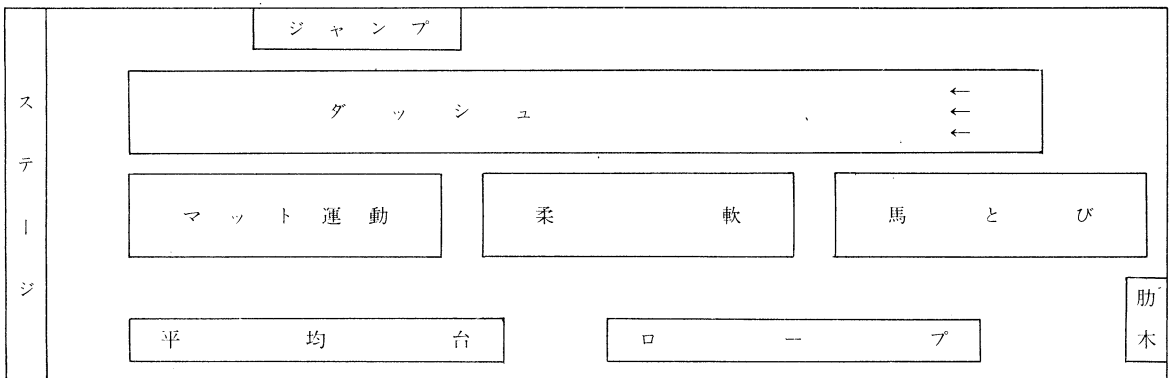 ジャンプ
ステージ
ダッシュ ←
←
←
マット運動 柔軟 馬とび
肋木
平均台 ロープ